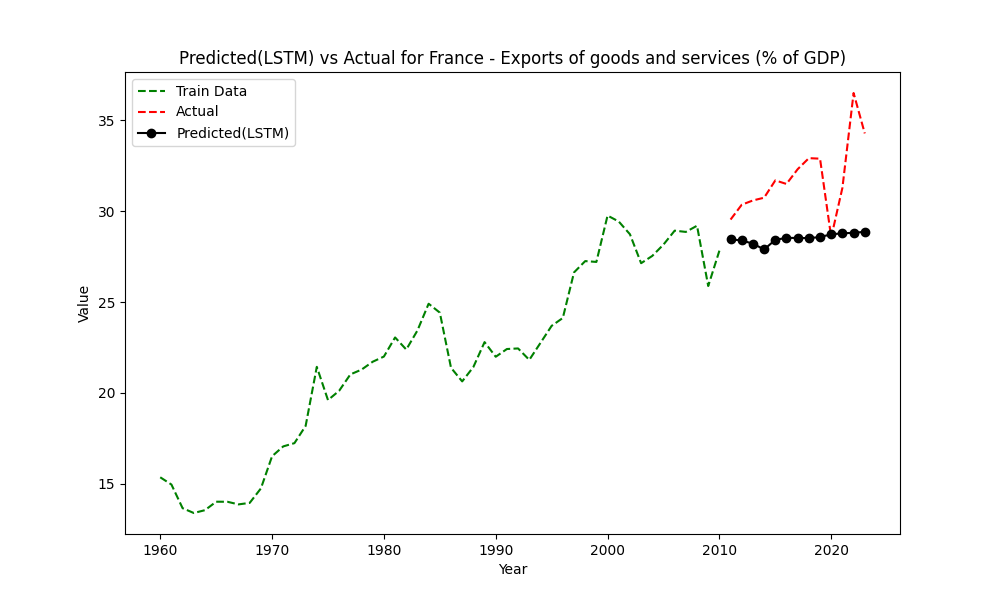 Predicted(LSTM) vs Actual for France - Exports of goods and services (% of GDP)
Train Data
Actual
Predicted(LSTM)
35
30
25
20
15
Value
1960 1970 1980 1990 2000 2010 2020
Year